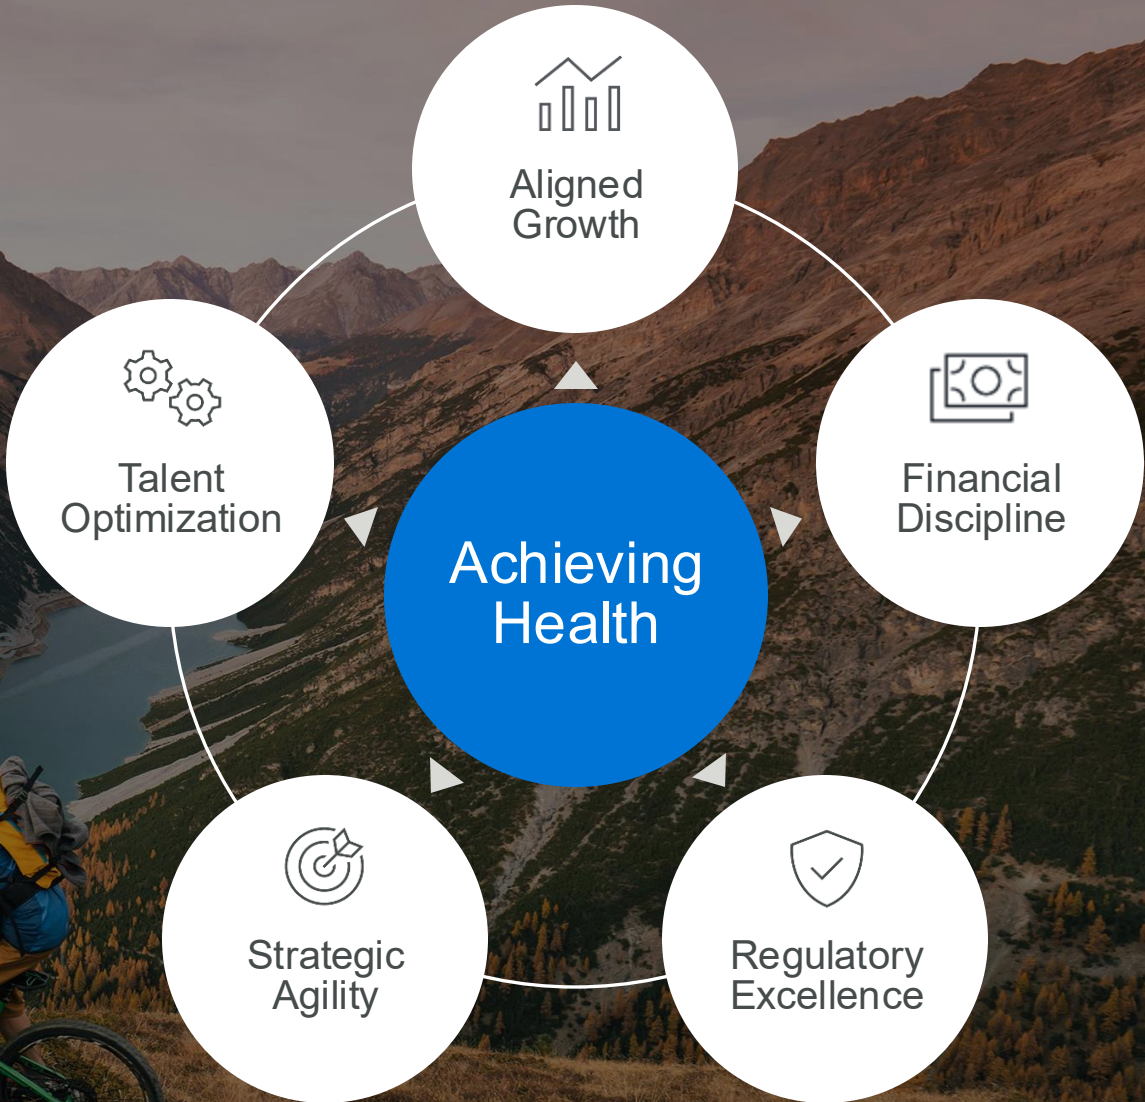 Aligned
Growth
Talent
Optimization
Financial
Discipline
Achieving
Health
Strategic
Agility
Regulatory
Excellence